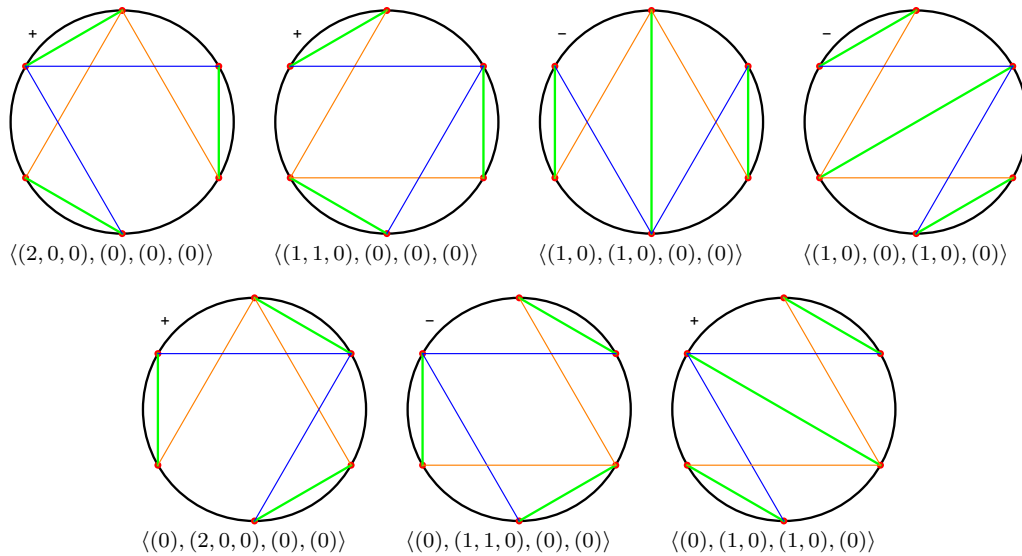 + + − −
⟨(2, 0, 0), (0), (0), (0)⟩ ⟨(1, 1, 0), (0), (0), (0)⟩ ⟨(1, 0), (1, 0), (0), (0)⟩ ⟨(1, 0), (0), (1, 0), (0)⟩
+ − +
⟨(0), (2, 0, 0), (0), (0)⟩ ⟨(0), (1, 1, 0), (0), (0)⟩ ⟨(0), (1, 0), (1, 0), (0)⟩